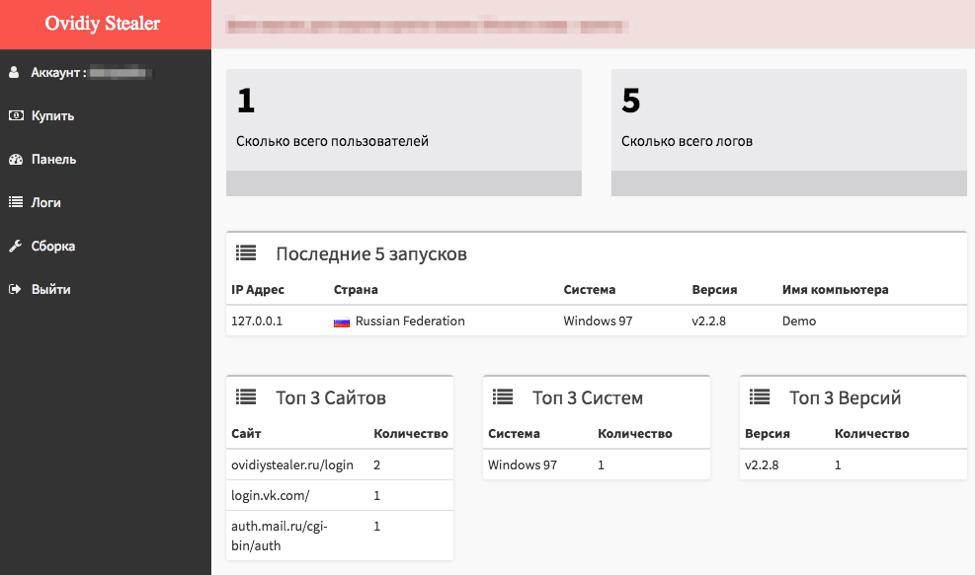 Ovidiy Stealer
Аккаунт :
Купить
Панель
Логи
Сборка
Выйти
1
Сколько всего пользователей
5
Сколько всего логов
Последние 5 запусков
IP Адрес Страна Система Версия Имя компьютера
127.0.0.1 Russian Federation Windows 97 v2.2.8 Demo
Топ 3 Сайтов
Сайт Количество
ovidiystealer.ru/login 2
login.vk.com/ 1
auth.mail.ru/cgi- 1
bin/auth
Топ 3 Систем
Система Количество
Windows 97 1
Топ 3 Версий
Версия Количество
v2.2.8 1